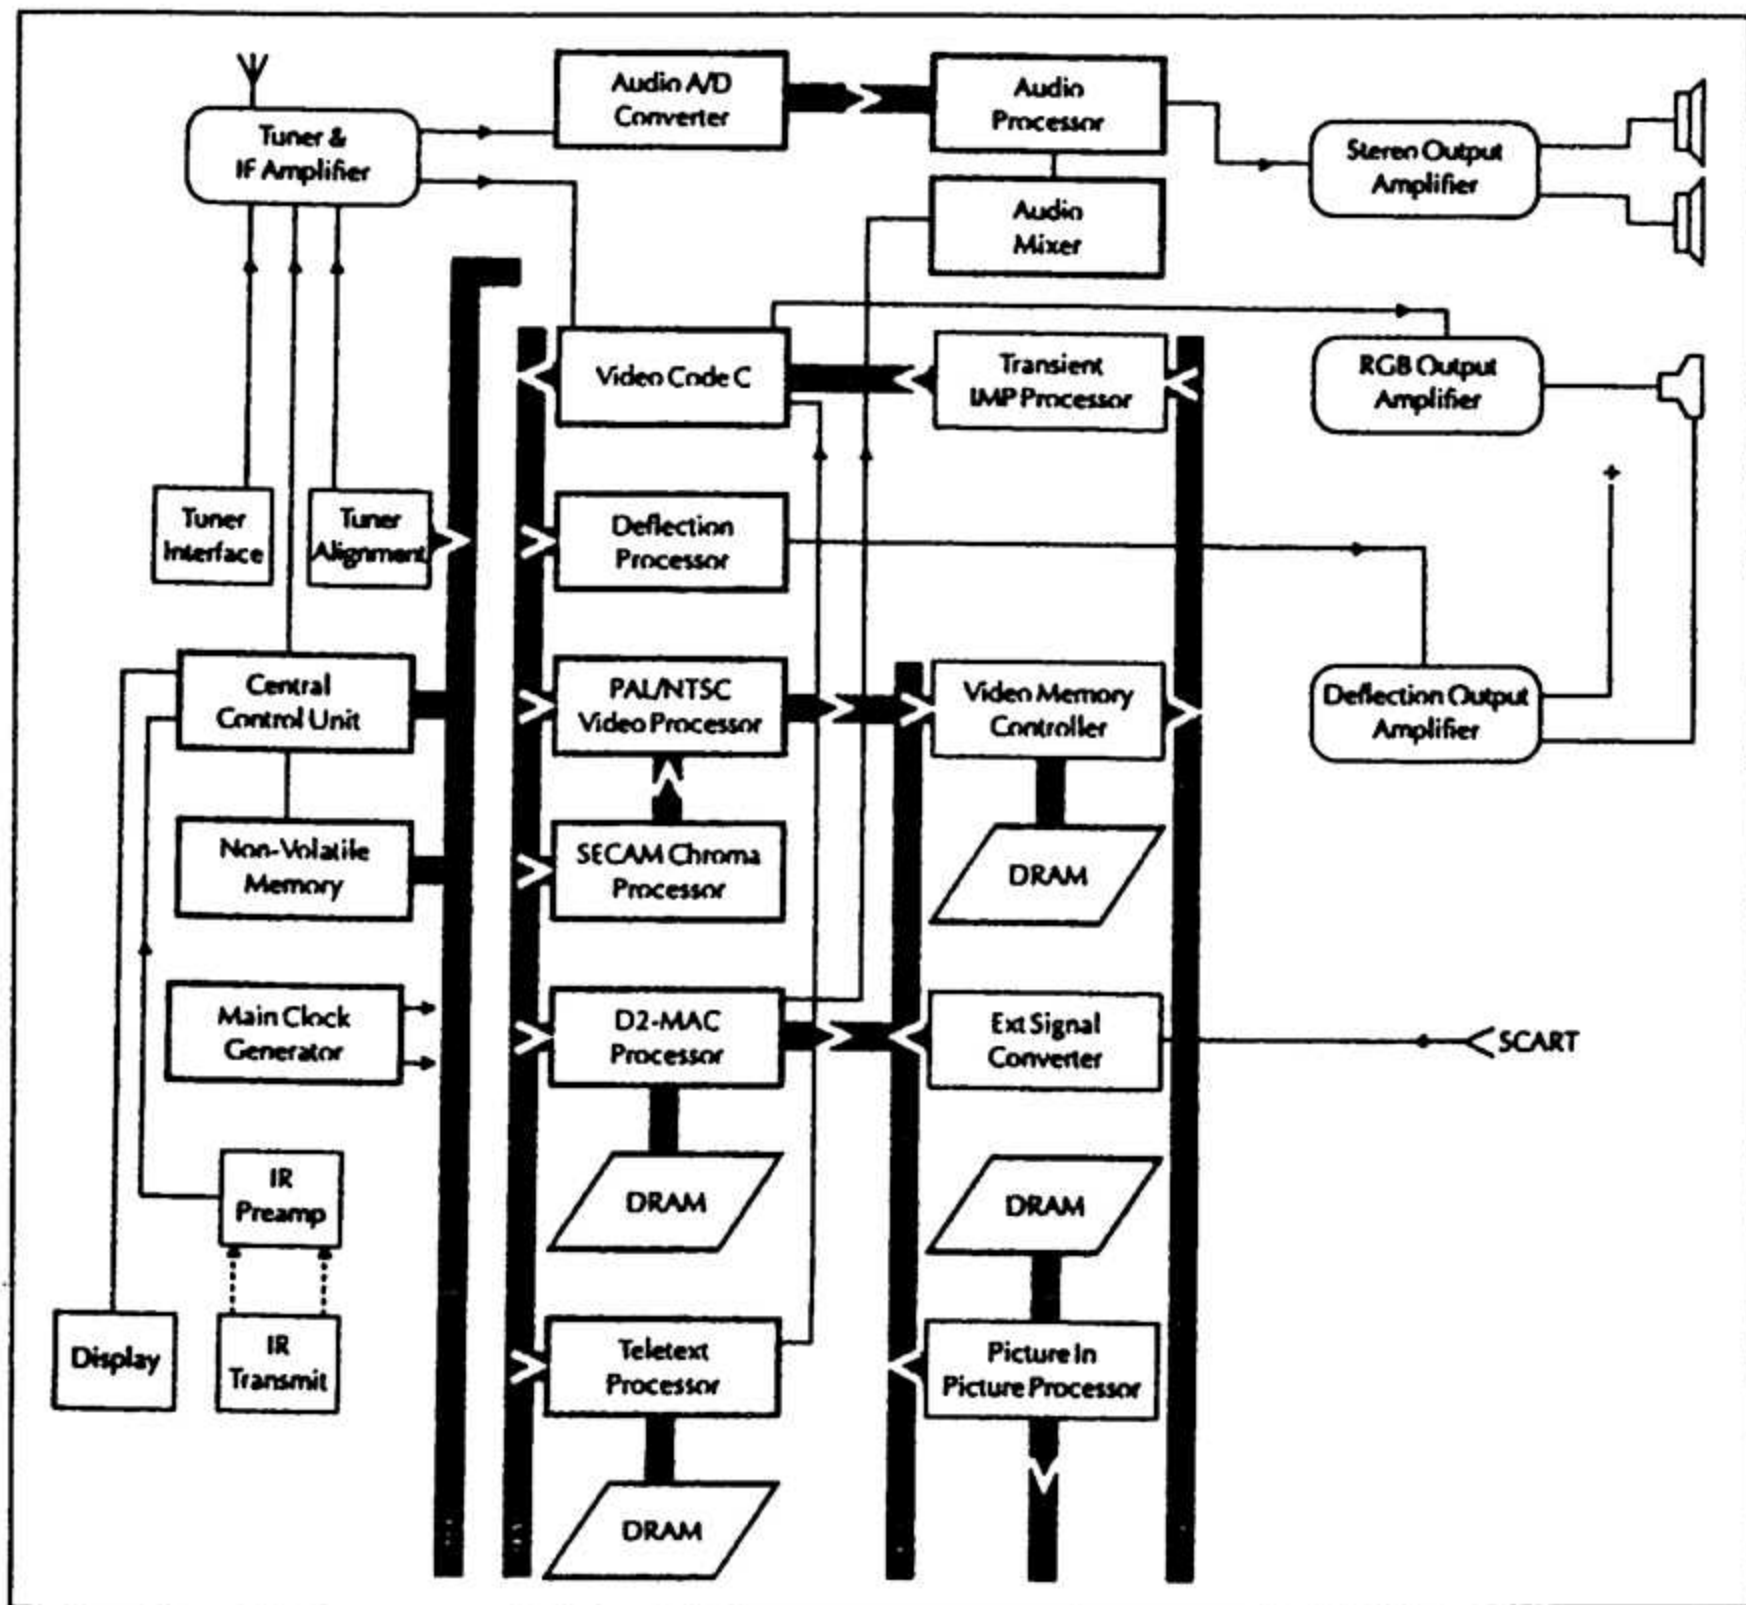 Audio A/D
Converter
Audio
Processor
Tuner &
IF Amplifier
Stereo Output
Amplifier
Audio
Mixer
Video Code C
Transient
IMP Processor
RGB Output
Amplifier
+
Tuner
Interface
Tuner
Alignment
Deflection
Processor
Central
Control Unit
PAL/NTSC
Video Processor
Video Memory
Controller
Deflection Output
Amplifier
Non-Volatile
Memory
SECAM Chroma
Processor
DRAM
Main Clock
Generator
D2-MAC
Processor
Ext Signal
Converter
SCART
IR
Preamp
DRAM
DRAM
Display
IR
Transmit
Teletext
Processor
Picture In
Picture Processor
DRAM